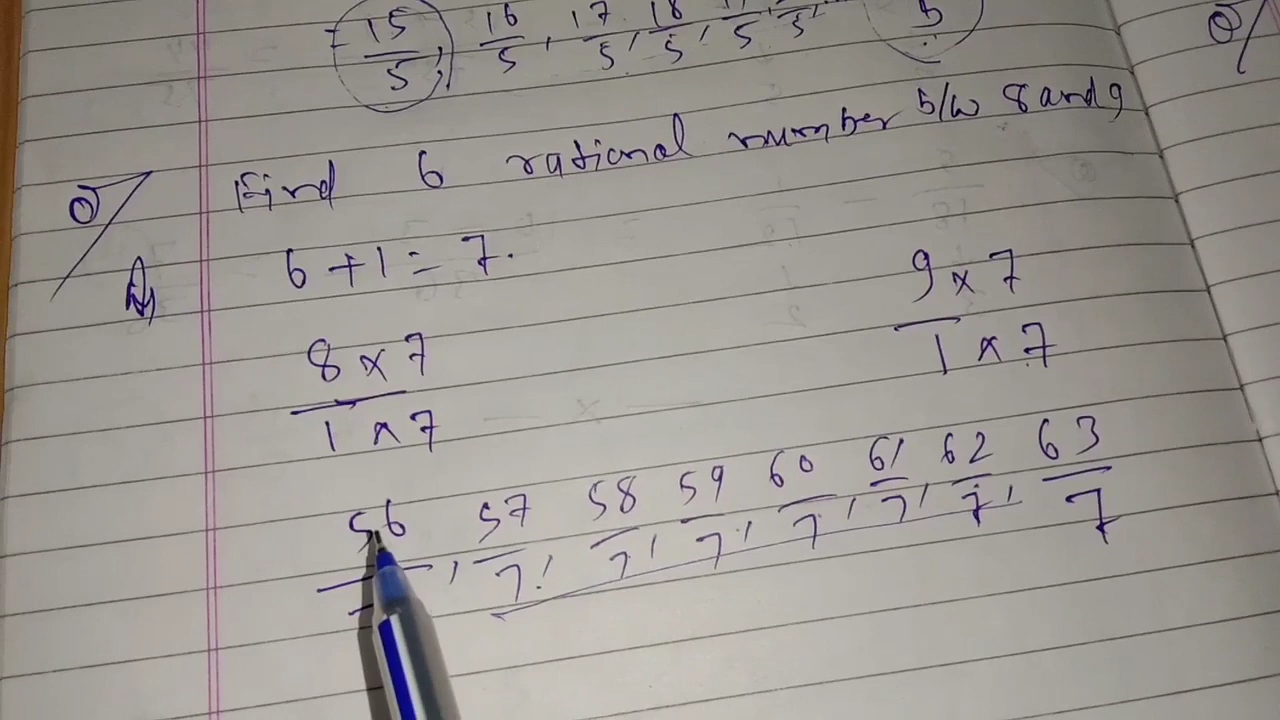 15/5, 16/5, 17/5, 18/5, /5, /5
Q/ Find 6 rational number b/w 8 and 9
A 6 + 1 = 7.
8 x 7 / 1 x 7 9 x 7 / 1 x 7
56/, 57/7, 58/7, 59/7, 60/7, 61/7, 62/7, 63/7
Q/